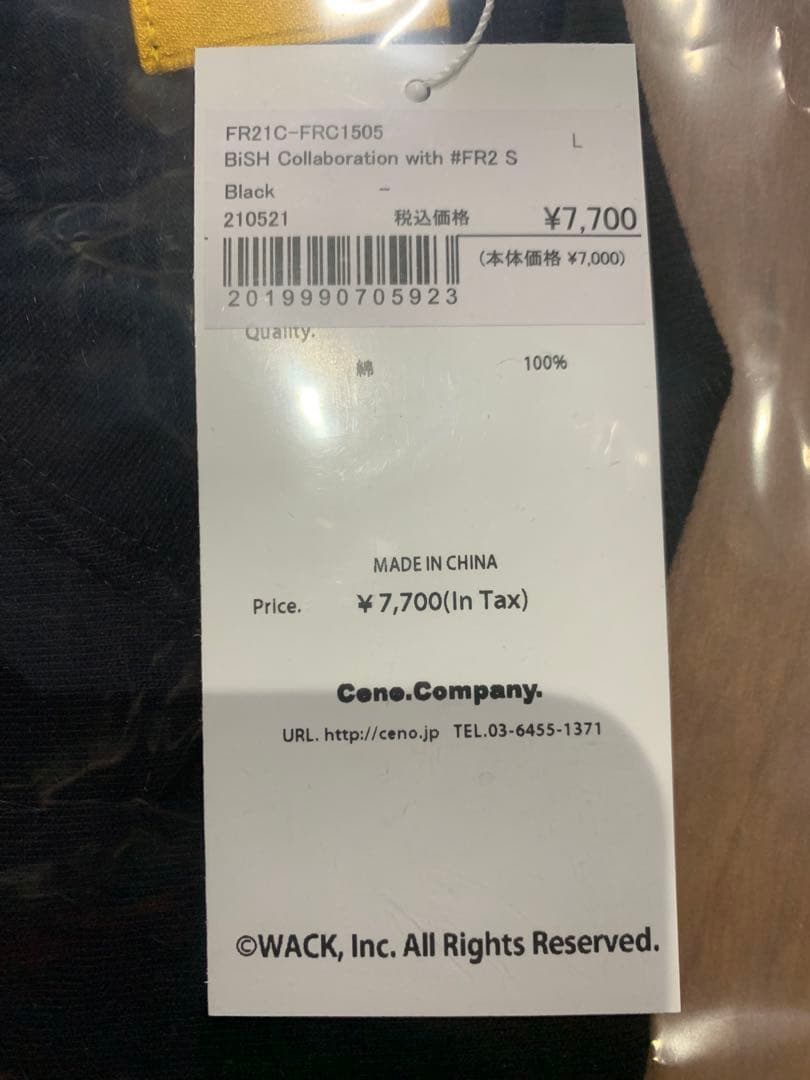 FR21C-FRC1505
BiSH Collaboration with #FR2 S
L
Black -
210521 税込価格 ¥7,700
(本体価格 ¥7,000)
2019990705923
Quality.
綿 100%
MADE IN CHINA
Price. ¥7,700(In Tax)
Ceno.Company.
URL. http://ceno.jp TEL.03-6455-1371
©WACK, Inc. All Rights Reserved.